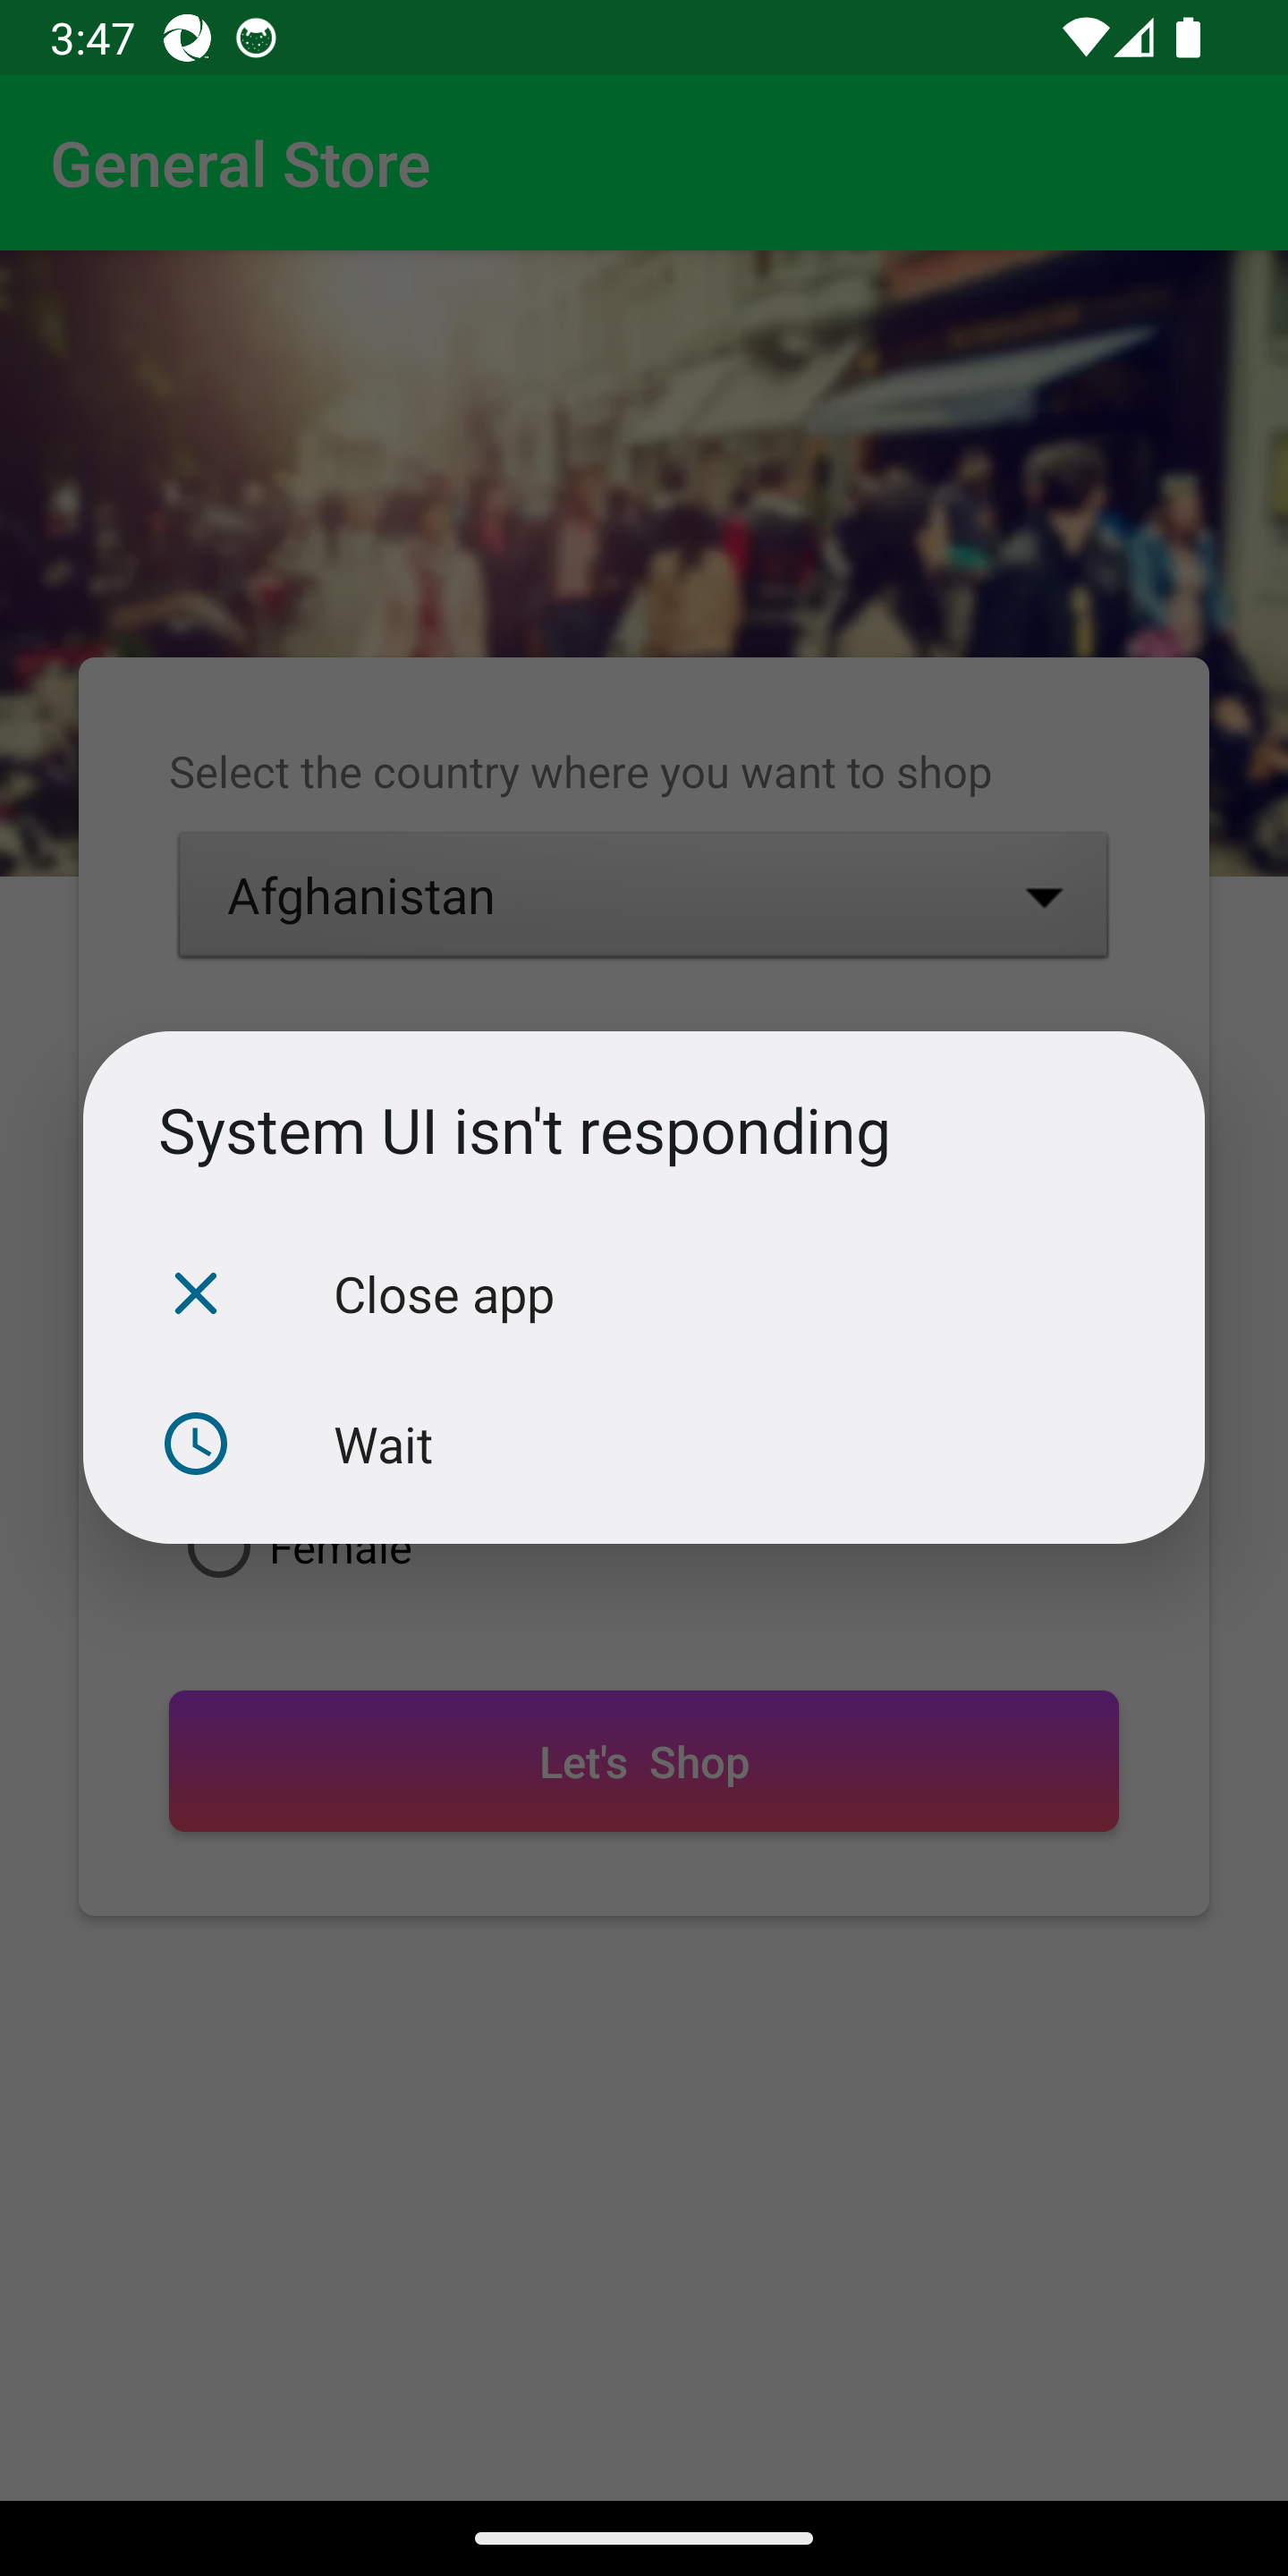 3:47
General Store
Select the country where you want to shop
Afghanistan
System UI isn't responding
Close app
Wait
Female
Let's Shop